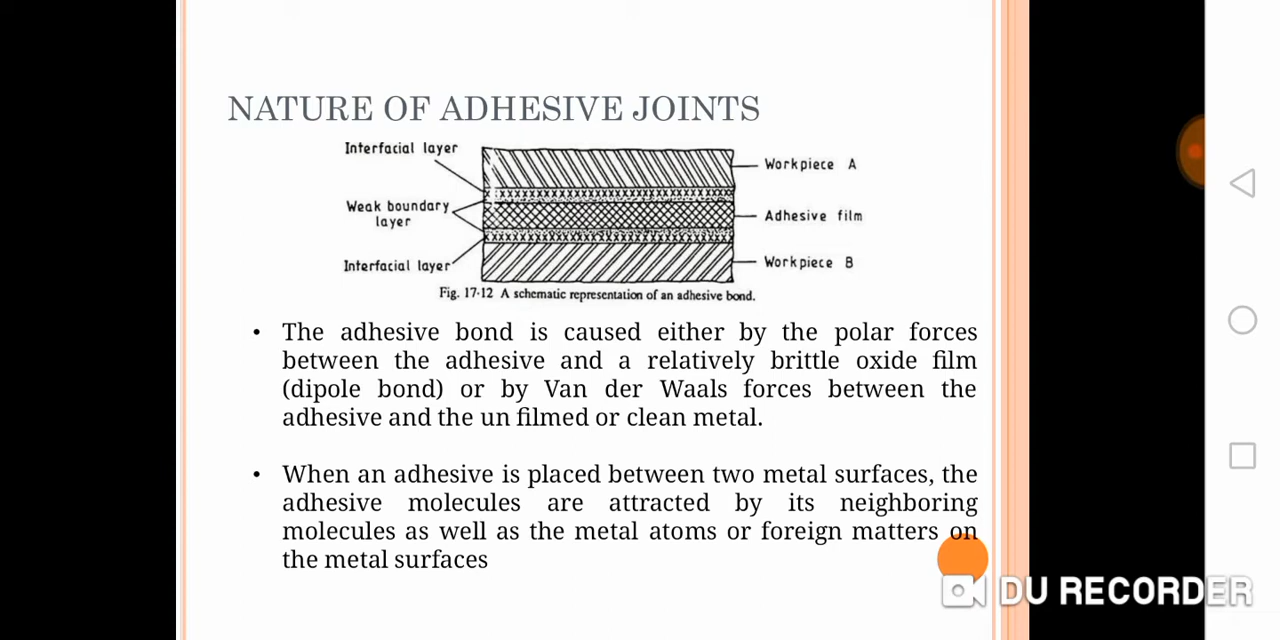 NATURE OF ADHESIVE JOINTS
Interfacial layer
Weak boundary
layer
Interfacial layer
Workpiece A
Adhesive film
Workpiece B
Fig. 17·12 A schematic representation of an adhesive bond.
• The adhesive bond is caused either by the polar forces
between the adhesive and a relatively brittle oxide film
(dipole bond) or by Van der Waals forces between the
adhesive and the un filmed or clean metal.
• When an adhesive is placed between two metal surfaces, the
adhesive molecules are attracted by its neighboring
molecules as well as the metal atoms or foreign matters on
the metal surfaces
DU RECORDER